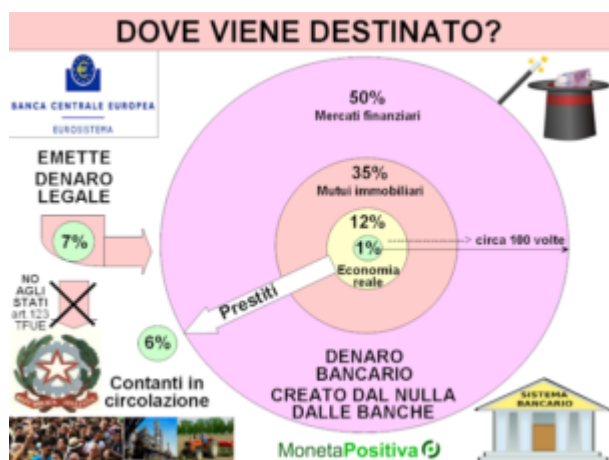 DOVE VIENE DESTINATO?
BANCA CENTRALE EUROPEA
EUROSISTEMA
EMETTE
DENARO
LEGALE
7%
NO
AGLI
STATI
art.123
TFUE
6%
Contanti in
circolazione
50%
Mercati finanziari
35%
Mutui immobiliari
12%
1%
Economia
reale
circa 100 volte
Prestiti
DENARO
BANCARIO
CREATO DAL NULLA
DALLE BANCHE
SISTEMA
BANCARIO
MonetaPositiva